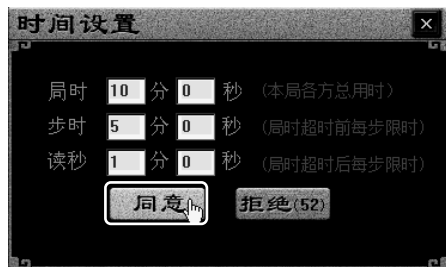 时间设置
局时 10 分 0 秒 (本局各方总用时)
步时 5 分 0 秒 (局时超时前每步限时)
读秒 1 分 0 秒 (局时超时后每步限时)
同意 拒绝(52)